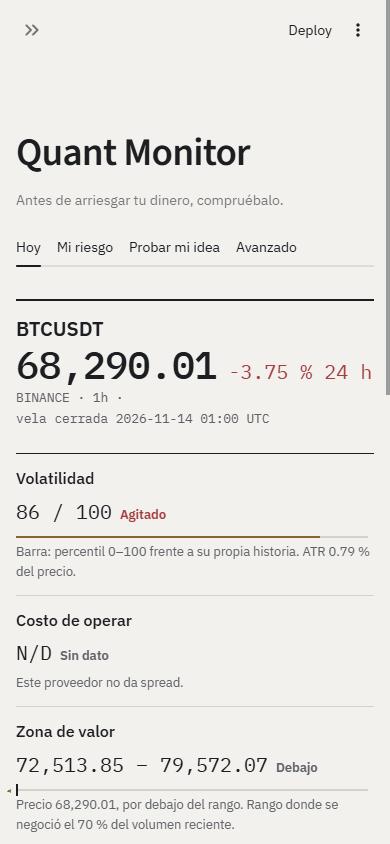 Deploy
Quant Monitor
Antes de arriesgar tu dinero, compruébalo.
Hoy Mi riesgo Probar mi idea Avanzado
BTCUSDT
68,290.01 -3.75 % 24 h
BINANCE · 1h ·
vela cerrada 2026-11-14 01:00 UTC
Volatilidad
86 / 100 Agitado
Barra: percentil 0–100 frente a su propia historia. ATR 0.79 %
del precio.
Costo de operar
N/D Sin dato
Este proveedor no da spread.
Zona de valor
72,513.85 – 79,572.07 Debajo
Precio 68,290.01, por debajo del rango. Rango donde se
negoció el 70 % del volumen reciente.